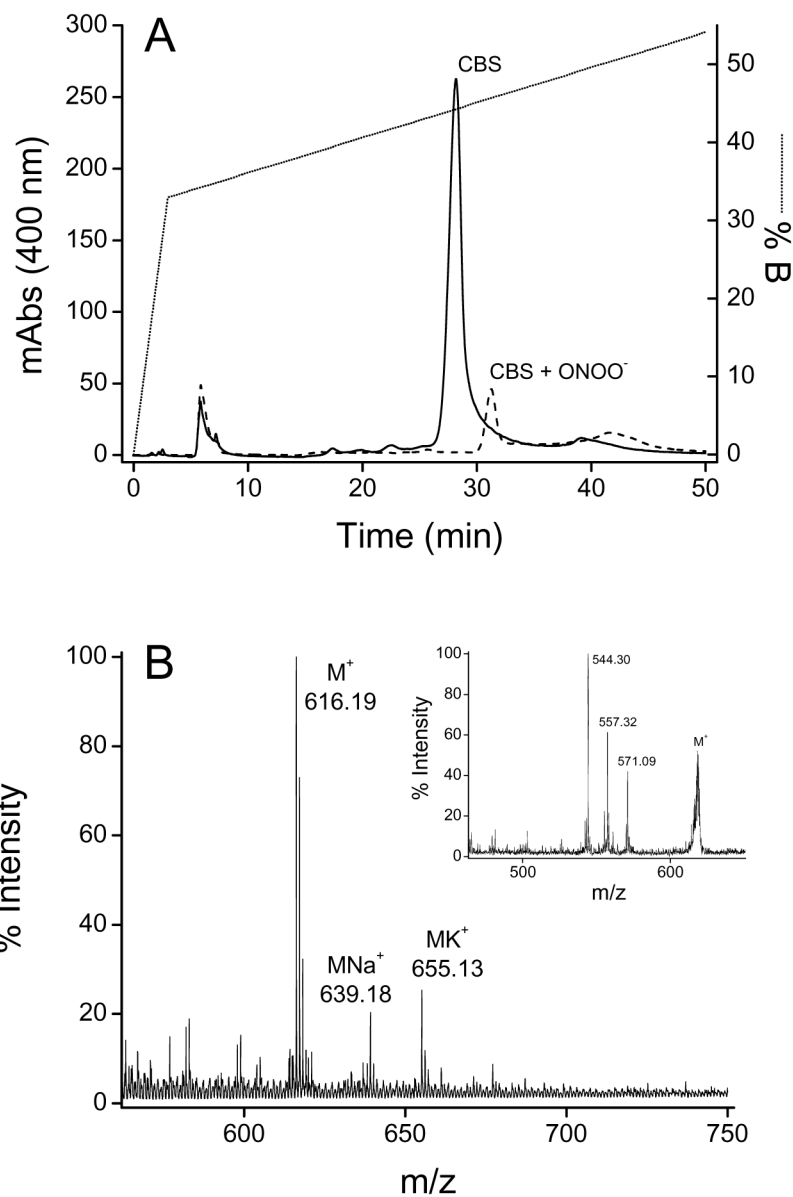 A
300
250
200
150
100
50
0
mAbs (400 nm)
CBS
CBS + ONOO⁻
50
40
30
20
10
0
% B
0 10 20 30 40 50
Time (min)
B
100
80
60
40
20
0
% Intensity
M⁺
616.19
MNa⁺
639.18
MK⁺
655.13
600 650 700 750
m/z
100
80
60
40
20
0
% Intensity
544.30
557.32
571.09
M⁺
500 600
m/z